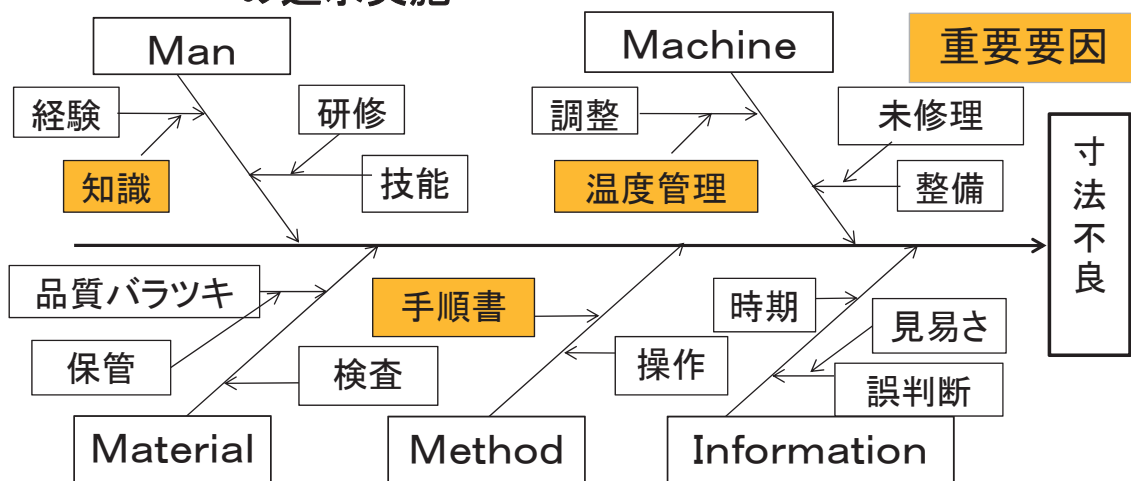 Man
Machine
重要要因
経験
研修
調整
未修理
知識
技能
温度管理
整備
寸法不良
品質バラツキ
手順書
時期
見易さ
保管
検査
操作
誤判断
Material
Method
Information